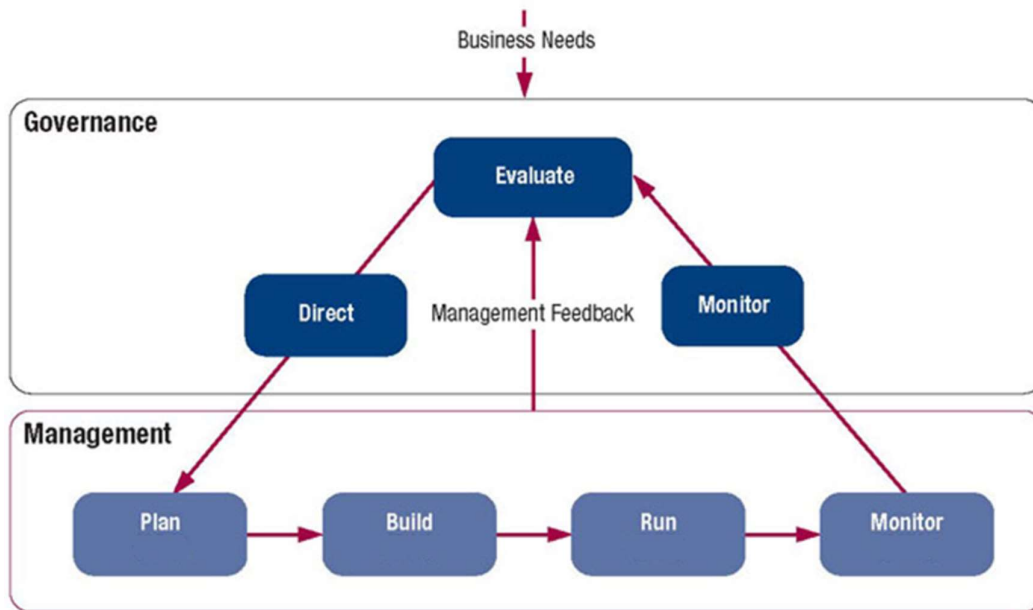 Business Needs
Governance
Evaluate
Direct
Management Feedback
Monitor
Management
Plan
Build
Run
Monitor